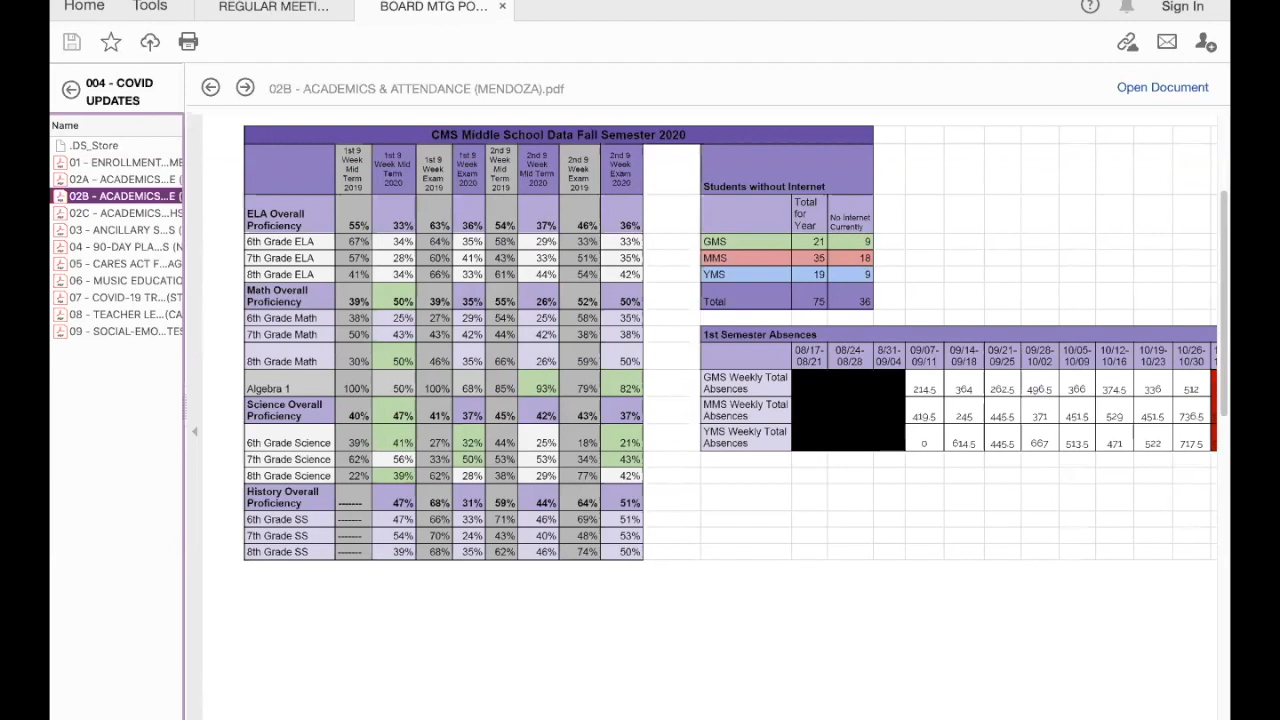 Home Tools REGULAR MEETI... BOARD MTG PO... × ? Sign In
004 - COVID UPDATES
02B - ACADEMICS & ATTENDANCE (MENDOZA).pdf Open Document
Name
.DS_Store
01 - ENROLLMENT...ME
02A - ACADEMICS...E (
02B - ACADEMICS...E (
02C - ACADEMICS...HS
03 - ANCILLARY S...S (
04 - 90-DAY PLA...S (N
05 - CARES ACT F...AG
06 - MUSIC EDUCATIO
07 - COVID-19 TR...(ST
08 - TEACHER LE...(CA
09 - SOCIAL-EMO...TES
CMS Middle School Data Fall Semester 2020
1st 9 Week Mid Term 2019 1st 9 Week Mid Term 2020 1st 9 Week Exam 2019 1st 9 Week Exam 2020 2nd 9 Week Mid Term 2019 2nd 9 Week Mid Term 2020 2nd 9 Week Exam 2019 2nd 9 Week Exam 2020
ELA Overall Proficiency 55% 33% 63% 36% 54% 37% 46% 36%
6th Grade ELA 67% 34% 64% 35% 58% 29% 33% 33%
7th Grade ELA 57% 28% 60% 41% 43% 33% 51% 35%
8th Grade ELA 41% 34% 66% 33% 61% 44% 54% 42%
Math Overall Proficiency 39% 50% 39% 35% 55% 26% 52% 50%
6th Grade Math 38% 25% 27% 29% 54% 25% 58% 35%
7th Grade Math 50% 43% 43% 42% 44% 42% 38% 38%
8th Grade Math 30% 50% 46% 35% 66% 26% 59% 50%
Algebra 1 100% 50% 100% 68% 85% 93% 79% 82%
Science Overall Proficiency 40% 47% 41% 37% 45% 42% 43% 37%
6th Grade Science 39% 41% 27% 32% 44% 25% 18% 21%
7th Grade Science 62% 56% 33% 50% 53% 53% 34% 43%
8th Grade Science 22% 39% 62% 28% 38% 29% 77% 42%
History Overall Proficiency ------- 47% 68% 31% 59% 44% 64% 51%
6th Grade SS ------- 47% 66% 33% 71% 46% 69% 51%
7th Grade SS ------- 54% 70% 24% 43% 40% 48% 53%
8th Grade SS ------- 39% 68% 35% 62% 46% 74% 50%
Students without Internet
Total for Year No Internet Currently
GMS 21 9
MMS 35 18
YMS 19 9
Total 75 36
1st Semester Absences
08/17-08/21 08/24-08/28 8/31-09/04 09/07-09/11 09/14-09/18 09/21-09/25 09/28-10/02 10/05-10/09 10/12-10/16 10/19-10/23 10/26-10/30 1
GMS Weekly Total Absences 214.5 364 262.5 496.5 366 374.5 336 512
MMS Weekly Total Absences 419.5 245 445.5 371 451.5 529 451.5 736.5
YMS Weekly Total Absences 0 614.5 445.5 667 513.5 471 522 717.5